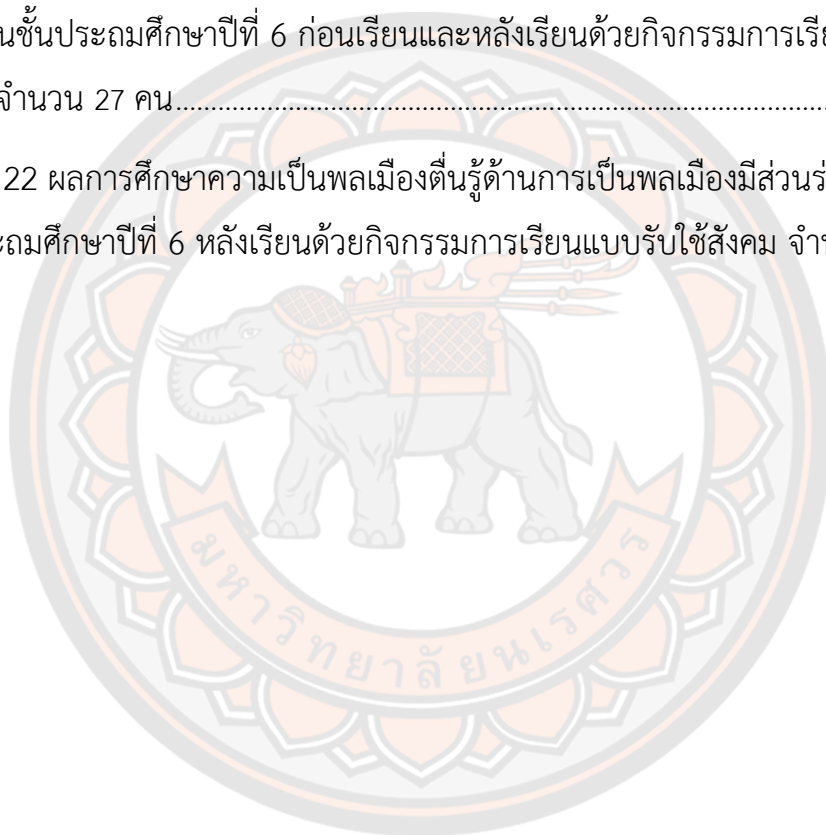 นชั้นประถมศึกษาปีที่ 6 ก่อนเรียนและหลังเรียนด้วยกิจกรรมการเรีย
จำนวน 27 คน
22 ผลการศึกษาความเป็นพลเมืองตื่นรู้ด้านการเป็นพลเมืองมีส่วนร่
ะถมศึกษาปีที่ 6 หลังเรียนด้วยกิจกรรมการเรียนแบบรับใช้สังคม จำน
มหาวิทยาลัยนเรศวร